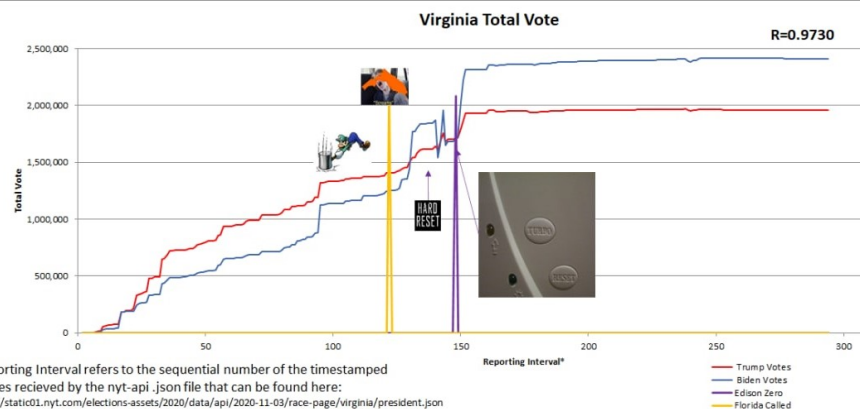 Virginia Total Vote
R=0.9730
2,500,000
2,000,000
1,500,000
1,000,000
500,000
0
Total Vote
HARD
RESET
TURBO
RESET
0
50
100
150
200
250
300
Reporting Interval*
orting Interval refers to the sequential number of the timestamped
es recieved by the nyt-api .json file that can be found here:
/static01.nyt.com/elections-assets/2020/data/api/2020-11-03/race-page/virginia/president.json
Trump Votes
Biden Votes
Edison Zero
Florida Called